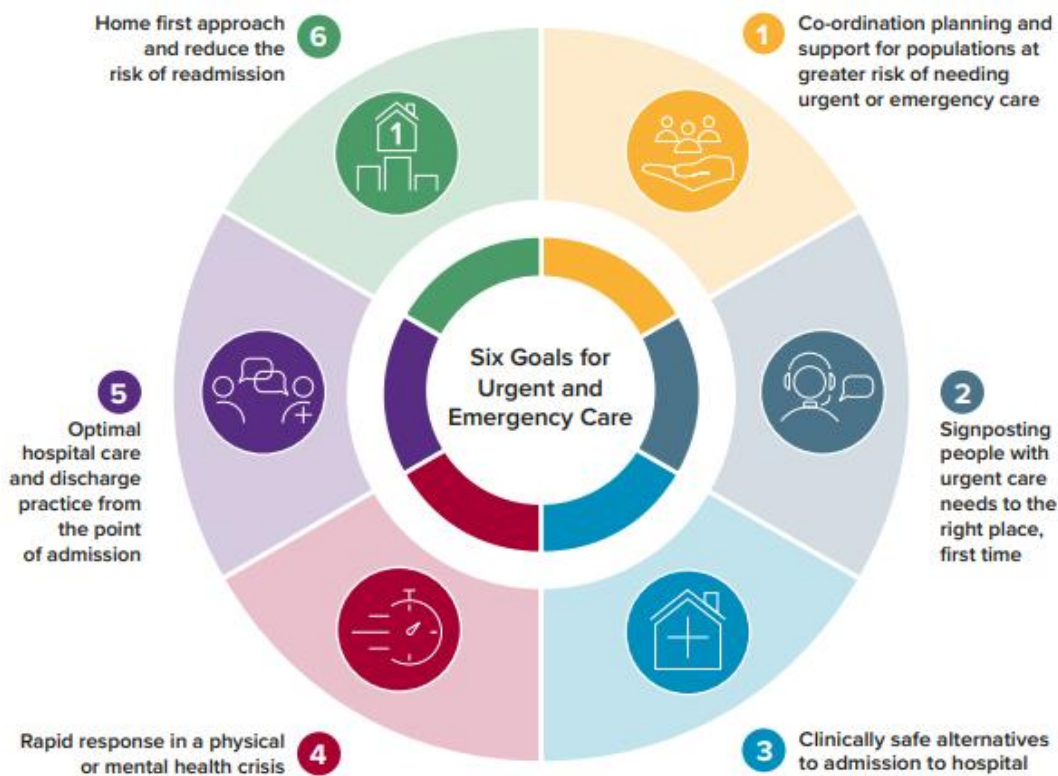 Six Goals for
Urgent and
Emergency Care
1
Co-ordination planning and
support for populations at
greater risk of needing
urgent or emergency care
2
Signposting
people with
urgent care
needs to the
right place,
first time
3
Clinically safe alternatives
to admission to hospital
4
Rapid response in a physical
or mental health crisis
5
Optimal
hospital care
and discharge
practice from
the point
of admission
6
Home first approach
and reduce the
risk of readmission
1